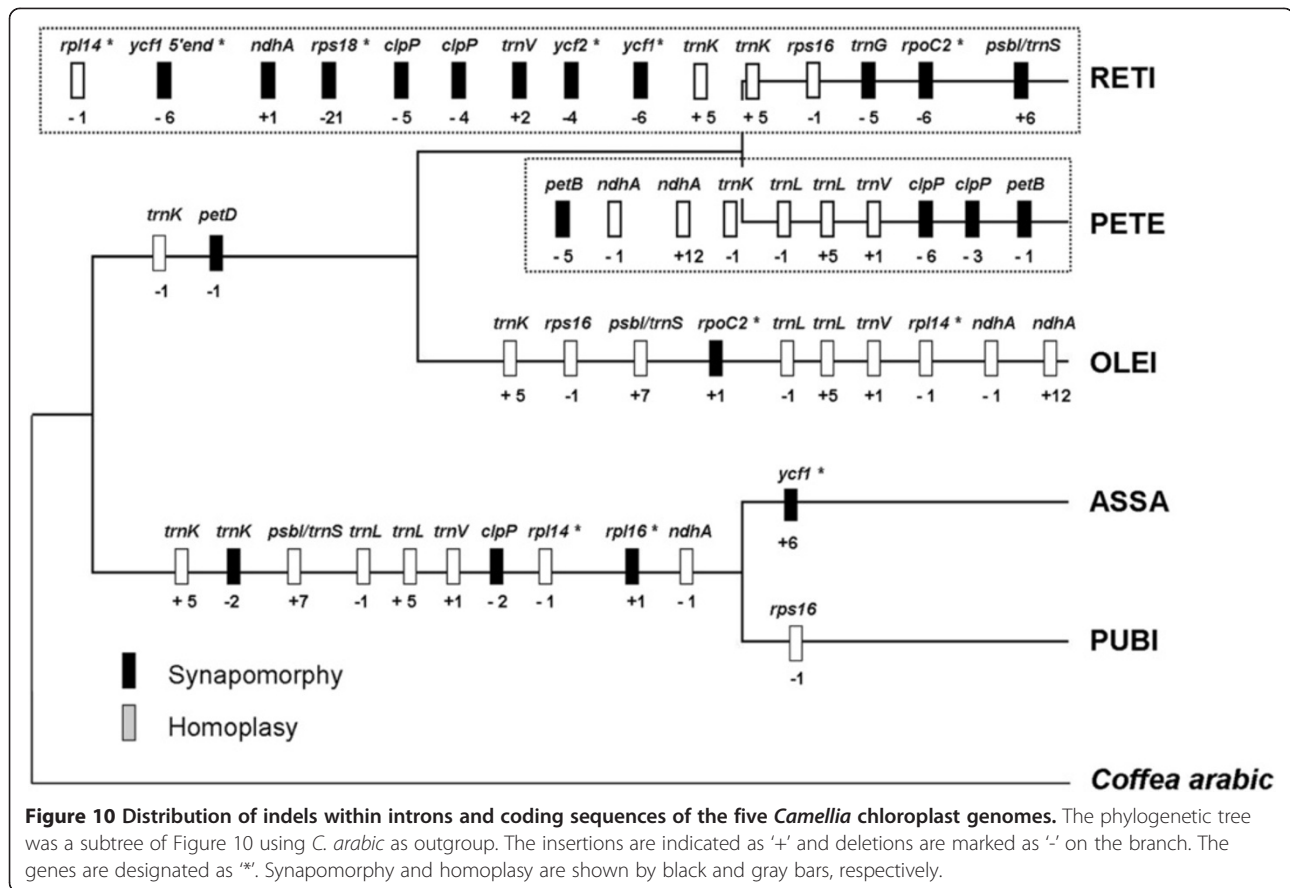 rpl14 * ycf1 5'end * ndhA rps18 * clpP clpP trnV ycf2 * ycf1* trnK trnK rps16 trnG rpoC2 * psbl/trnS
RETI
- 1 - 6 +1 -21 - 5 - 4 +2 -4 -6 + 5 + 5 -1 - 5 -6 +6
petB ndhA ndhA trnK trnL trnL trnV clpP clpP petB
PETE
- 5 - 1 +12 -1 -1 +5 +1 - 6 - 3 - 1
trnK petD
-1 -1
trnK rps16 psbl/trnS rpoC2 * trnL trnL trnV rpl14 * ndhA ndhA
OLEI
+ 5 -1 +7 +1 -1 +5 +1 - 1 - 1 +12
ycf1 *
ASSA
+6
trnK trnK psbl/trnS trnL trnL trnV clpP rpl14 * rpl16 * ndhA
+ 5 -2 +7 -1 + 5 +1 - 2 - 1 +1 - 1
rps16
PUBI
-1
Synapomorphy
Homoplasy
Coffea arabic
Figure 10 Distribution of indels within introns and coding sequences of the five Camellia chloroplast genomes. The phylogenetic tree
was a subtree of Figure 10 using C. arabic as outgroup. The insertions are indicated as ‘+’ and deletions are marked as ‘-’ on the branch. The
genes are designated as ‘*’. Synapomorphy and homoplasy are shown by black and gray bars, respectively.